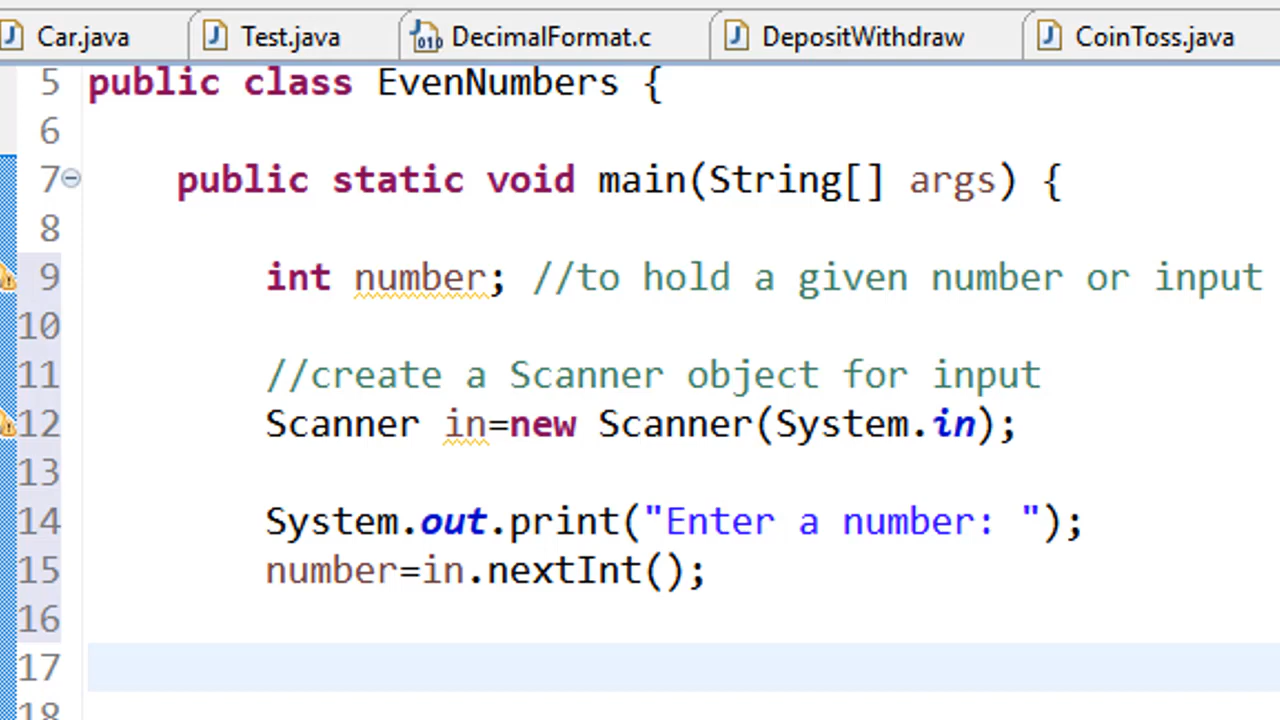 Car.java Test.java DecimalFormat.c DepositWithdraw CoinToss.java
5 public class EvenNumbers {
6
7 public static void main(String[] args) {
8
9 int number; //to hold a given number or input
10
11 //create a Scanner object for input
12 Scanner in=new Scanner(System.in);
13
14 System.out.print("Enter a number: ");
15 number=in.nextInt();
16
17
18